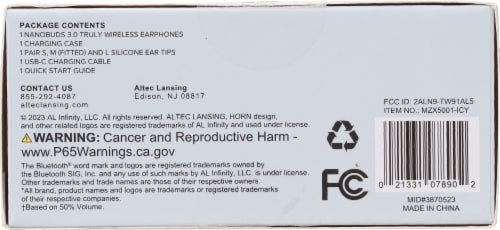 PACKAGE CONTENTS
1 NANOBUDS 3.0 TRULY WIRELESS EARPHONES
1 CHARGING CASE
1 PAIR S, M (FITTED) AND L SILICONE EAR TIPS
1 USB-C CHARGING CABLE
1 QUICK START GUIDE
CONTACT US
855-292-4087
alteclansing.com
Altec Lansing
Edison, NJ 08817
© 2023 AL Infinity, LLC. All rights reserved. ALTEC LANSING, HORN design,
and other related logos are registered trademarks of AL Infinity and used under license.
⚠WARNING: Cancer and Reproductive Harm -
www.P65Warnings.ca.gov
The Bluetooth® word mark and logos are registered trademarks owned by
the Bluetooth SIG, Inc. and any use of such marks by AL Infinity, LLC. is under license.
Other trademarks and trade names are those of their respective owners.
*All brand, product names and logos are trademarks or registered trademarks
of their respective companies.
†Based on 50% Volume.
FC
FCC ID: 2ALN9-TW91AL5
ITEM NO.: MZX5001-ICY
0 21331 07890 2
MID#3870523
MADE IN CHINA